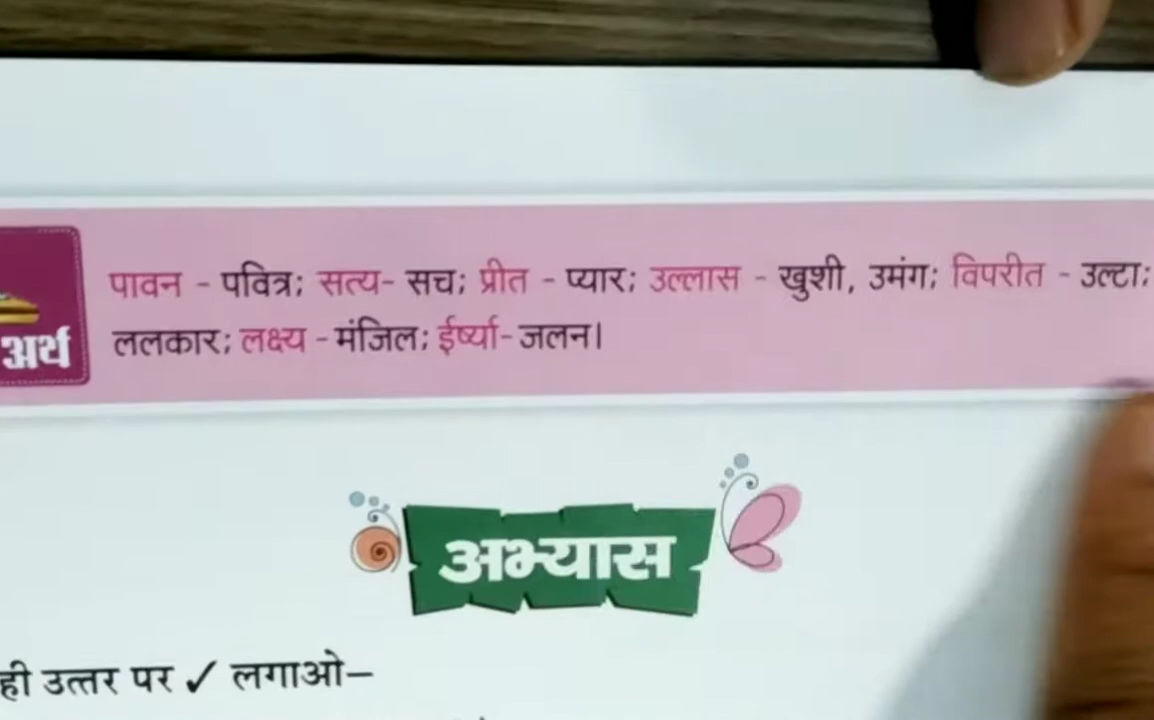 पावन - पवित्र; सत्य- सच; प्रीत - प्यार; उल्लास - खुशी, उमंग; विपरीत - उल्टा;
ललकार; लक्ष्य - मंजिल; ईर्ष्या- जलन।
अर्थ
अभ्यास
ही उत्तर पर ✓ लगाओ–